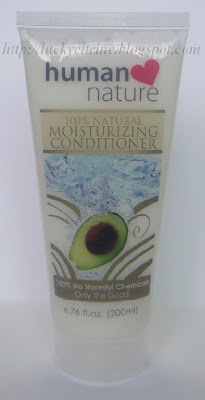 http://luckycitrine.blogspot.com
human
nature
100% NATURAL
MOISTURIZING
CONDITIONER
100% No Harmful Chemicals
Only the Good.
6.76 fl.oz. (200ml)